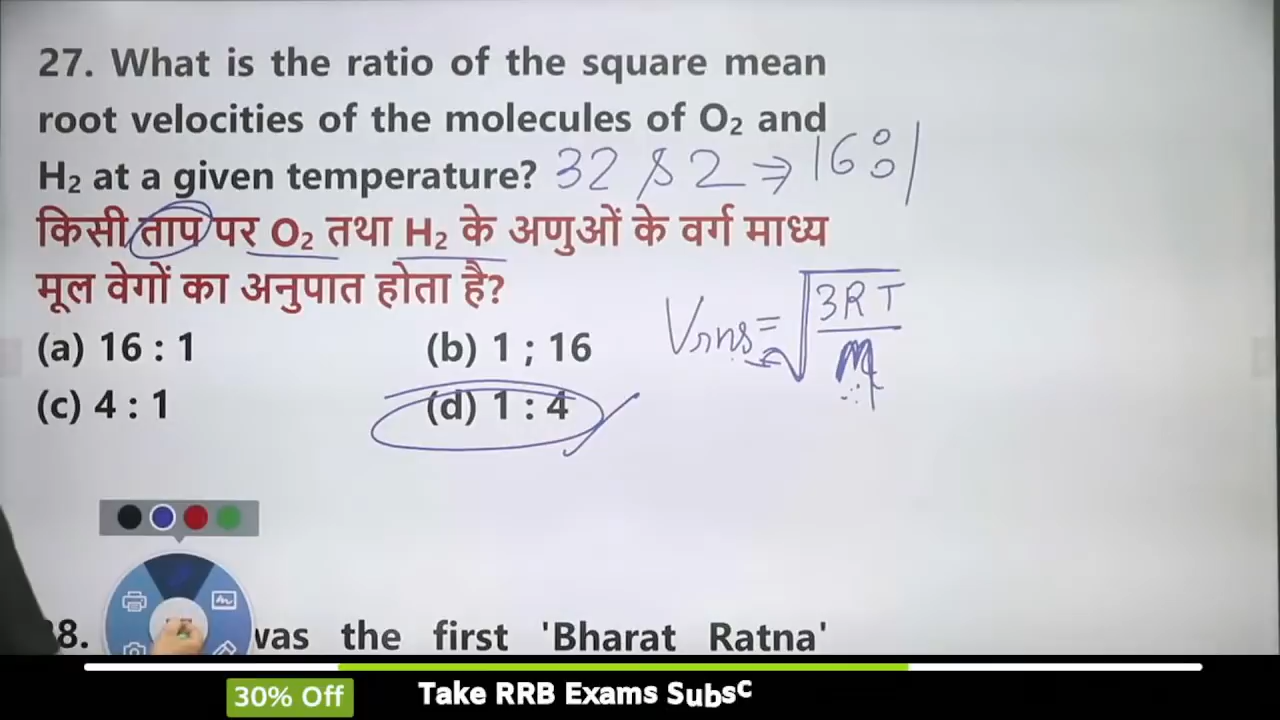 27. What is the ratio of the square mean
root velocities of the molecules of O₂ and
H₂ at a given temperature? 32 : 2 ⇒ 16 : 1
किसी ताप पर O₂ तथा H₂ के अणुओं के वर्ग माध्य
मूल वेगों का अनुपात होता है?
Vrms = √3RT/M
(a) 16 : 1 (b) 1 ; 16
(c) 4 : 1 (d) 1 : 4
8. was the first 'Bharat Ratna'
30% Off Take RRB Exams Subsc